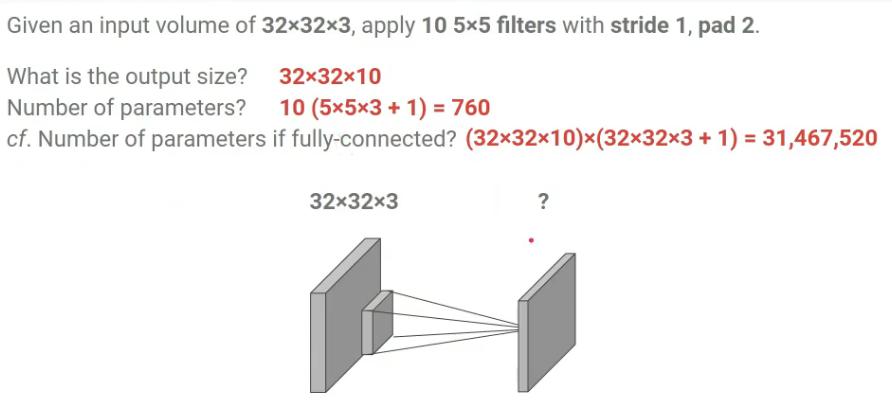 Given an input volume of 32×32×3, apply 10 5×5 filters with stride 1, pad 2.
What is the output size? 32×32×10
Number of parameters? 10 (5×5×3 + 1) = 760
cf. Number of parameters if fully-connected? (32×32×10)×(32×32×3 + 1) = 31,467,520
32×32×3 ?